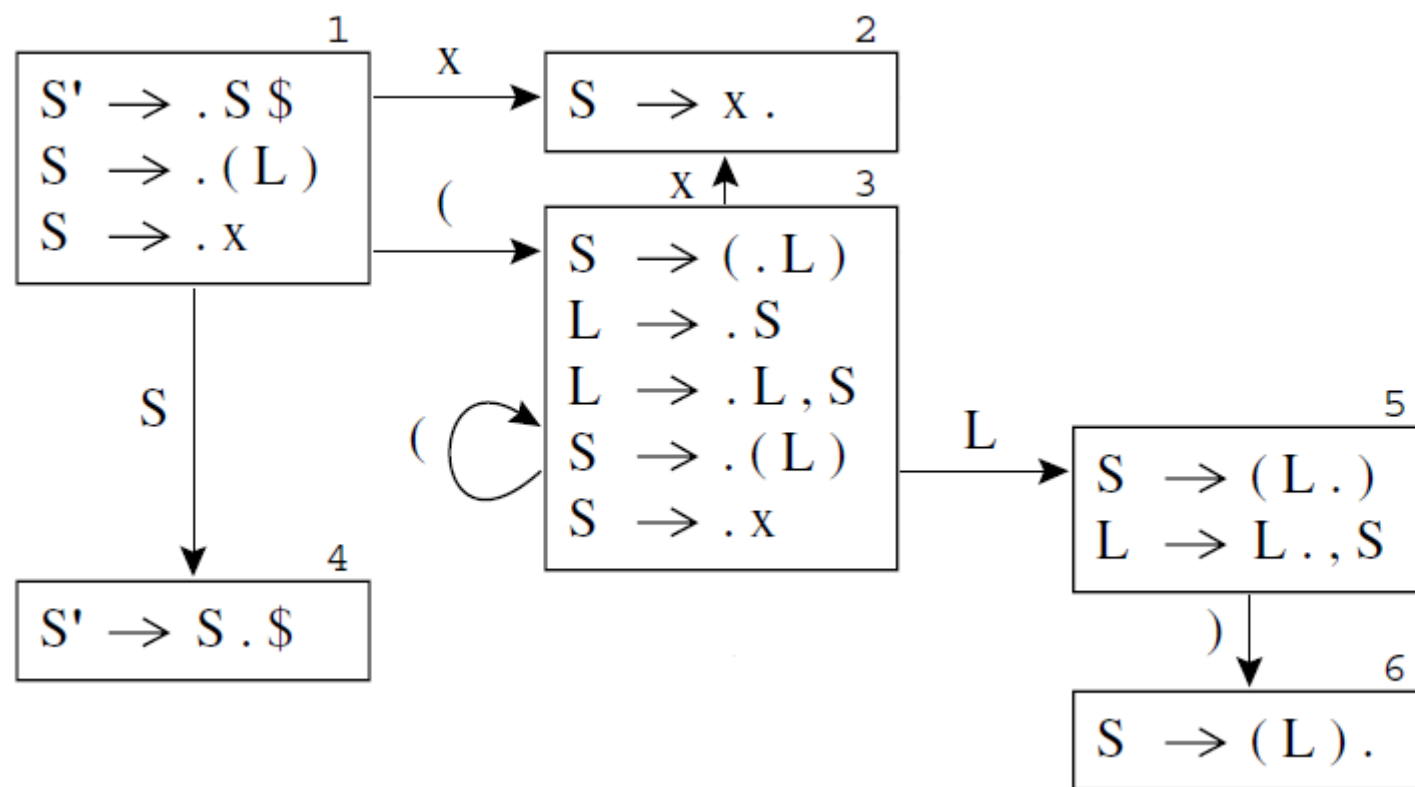 1
S' → . S $
S → . ( L )
S → . x
x
2
S → x .
(
x
3
S → ( . L )
L → . S
L → . L , S
S → . ( L )
S → . x
(
S
4
S' → S . $
L
5
S → ( L . )
L → L . , S
)
6
S → ( L ) .